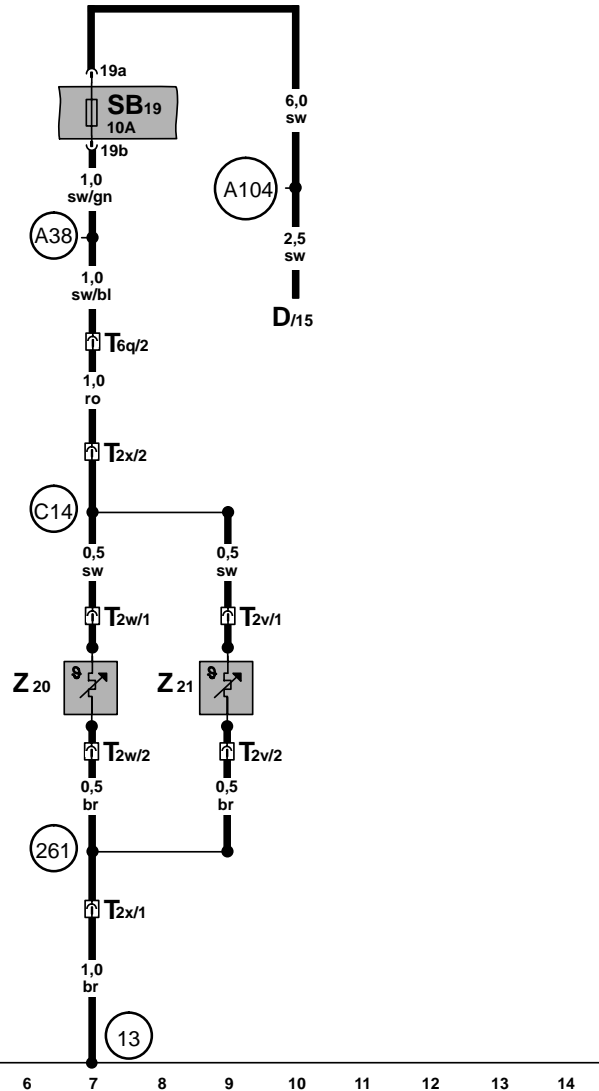 19a
SB19
10A
19b
6,0
sw
1,0
sw/gn
A104
A38
2,5
sw
1,0
sw/bl
D/15
T6q/2
1,0
ro
T2x/2
C14
0,5
sw
0,5
sw
T2w/1
T2v/1
Z 20
ϑ
Z 21
ϑ
T2w/2
T2v/2
0,5
br
0,5
br
261
T2x/1
1,0
br
13
6 7 8 9 10 11 12 13 14